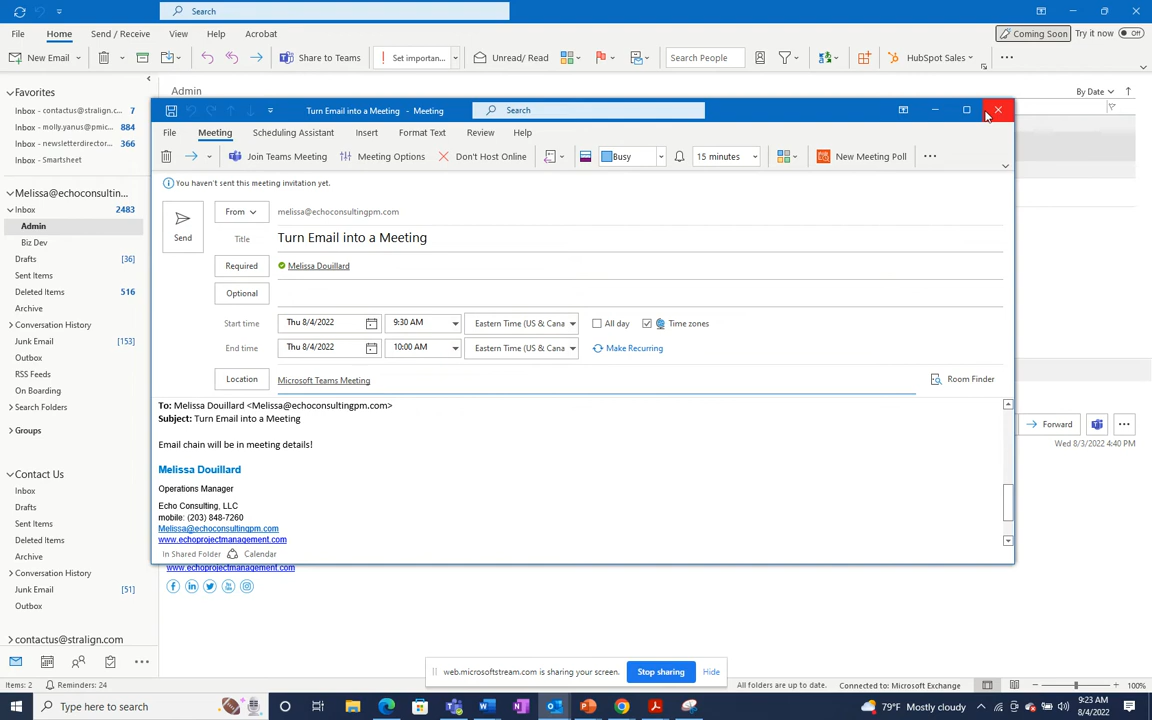 Search
File Home Send / Receive View Help Acrobat
Coming Soon Try it now Off
New Email Share to Teams Set importan... Unread/ Read Search People HubSpot Sales
Favorites
Inbox - contactus@stralign.c... 7
Inbox - molly.yanus@pmic... 884
Inbox - newsletterdirector... 366
Inbox - Smartsheet
Melissa@echoconsultin...
Inbox 2483
Admin
Biz Dev
Drafts [36]
Sent Items
Deleted Items 516
Archive
Conversation History
Junk Email [153]
Outbox
RSS Feeds
On Boarding
Search Folders
Groups
Contact Us
Inbox
Drafts
Sent Items
Deleted Items
Archive
Conversation History
Junk Email [51]
Outbox
contactus@stralign.com
Admin
By Date
Turn Email into a Meeting - Meeting Search
File Meeting Scheduling Assistant Insert Format Text Review Help
Join Teams Meeting Meeting Options Don't Host Online Busy 15 minutes New Meeting Poll
You haven't sent this meeting invitation yet.
Send
From melissa@echoconsultingpm.com
Title Turn Email into a Meeting
Required Melissa Douillard
Optional
Start time Thu 8/4/2022 9:30 AM Eastern Time (US & Cana All day Time zones
End time Thu 8/4/2022 10:00 AM Eastern Time (US & Cana Make Recurring
Location Microsoft Teams Meeting Room Finder
To: Melissa Douillard <Melissa@echoconsultingpm.com>
Subject: Turn Email into a Meeting
Email chain will be in meeting details!
Melissa Douillard
Operations Manager
Echo Consulting, LLC
mobile: (203) 848-7260
Melissa@echoconsultingpm.com
www.echoprojectmanagement.com
In Shared Folder Calendar
Forward
Wed 8/3/2022 4:40 PM
www.echoprojectmanagement.com
web.microsoftstream.com is sharing your screen. Stop sharing Hide
Items: 2 Reminders: 24 All folders are up to date. Connected to: Microsoft Exchange 100%
Type here to search 79°F Mostly cloudy 9:23 AM
8/4/2022